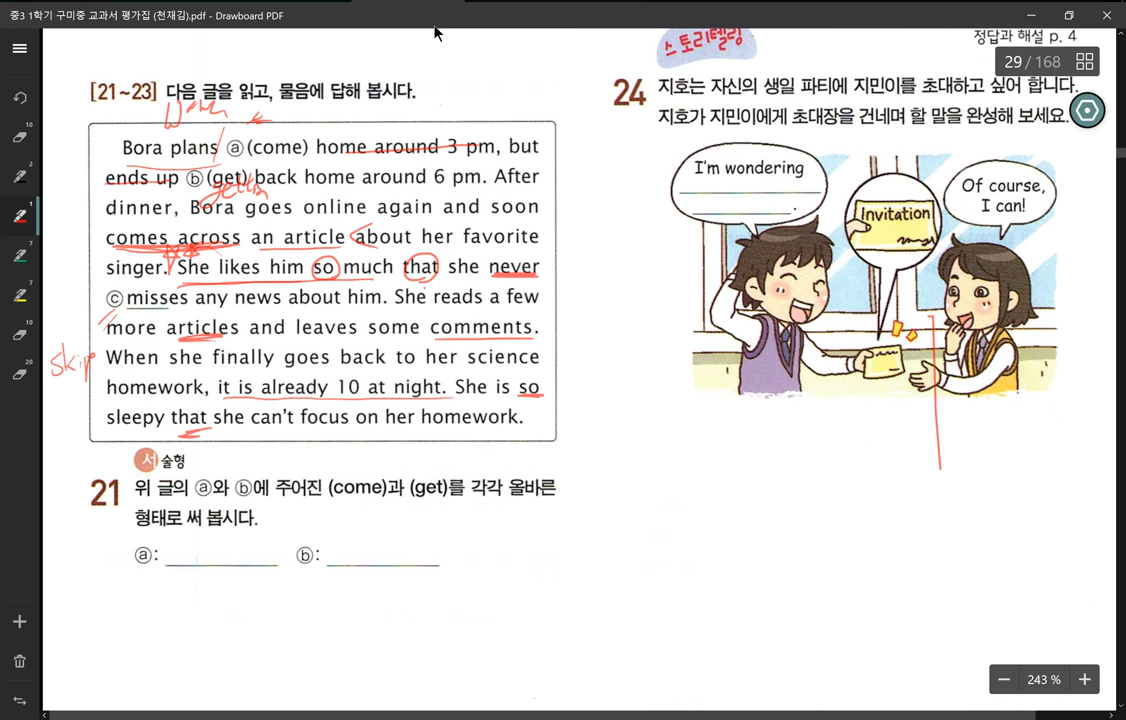 중3 1학기 구미중 교과서 평가집 (천재김).pdf - Drawboard PDF
정답과 해설 p. 4
29 / 168
스토리텔링
[21~23] 다음 글을 읽고, 물음에 답해 봅시다.
Bora plans ⓐ(come) home around 3 pm, but
ends up ⓑ(get) back home around 6 pm. After
dinner, Bora goes online again and soon
comes across an article about her favorite
singer. She likes him so much that she never
ⓒmisses any news about him. She reads a few
more articles and leaves some comments.
skip
When she finally goes back to her science
homework, it is already 10 at night. She is so
sleepy that she can't focus on her homework.
서술형
21 위 글의 ⓐ와 ⓑ에 주어진 (come)과 (get)를 각각 올바른
형태로 써 봅시다.
ⓐ: ⓑ:
24 지호는 자신의 생일 파티에 지민이를 초대하고 싶어 합니다.
지호가 지민이에게 초대장을 건네며 할 말을 완성해 보세요.
I'm wondering
.
Invitation
Of course,
I can!
10
2
1
7
7
10
20
243 %